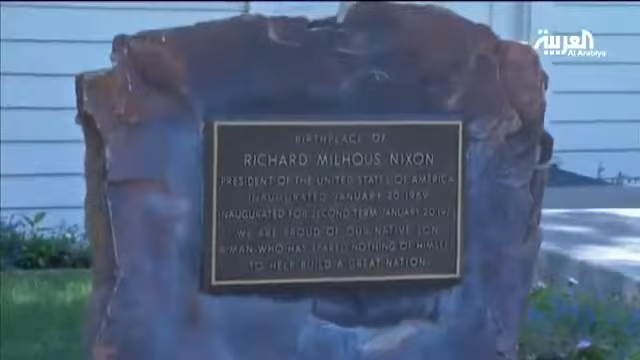 العربية
Al Arabiya
BIRTHPLACE OF
RICHARD MILHOUS NIXON
PRESIDENT OF THE UNITED STATES OF AMERICA
INAUGURATED JANUARY 20 1969
INAUGURATED FOR SECOND TERM JANUARY 20
WE ARE PROUD OF OUR NATIVE SON
A MAN WHO HAS SPARED NOTHING OF HIMSELF
TO HELP BUILD A GREAT NATION.